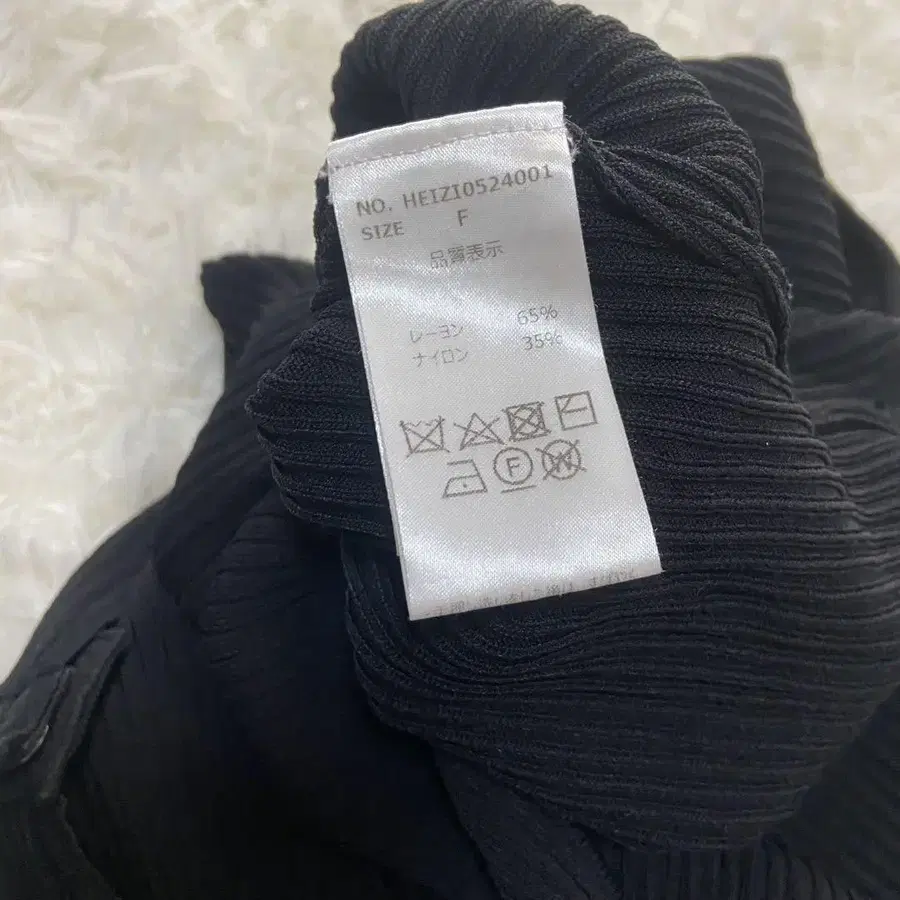 NO. HEIZI0524001
SIZE F
品質表示
レーヨン 65%
ナイロン 35%
F
W